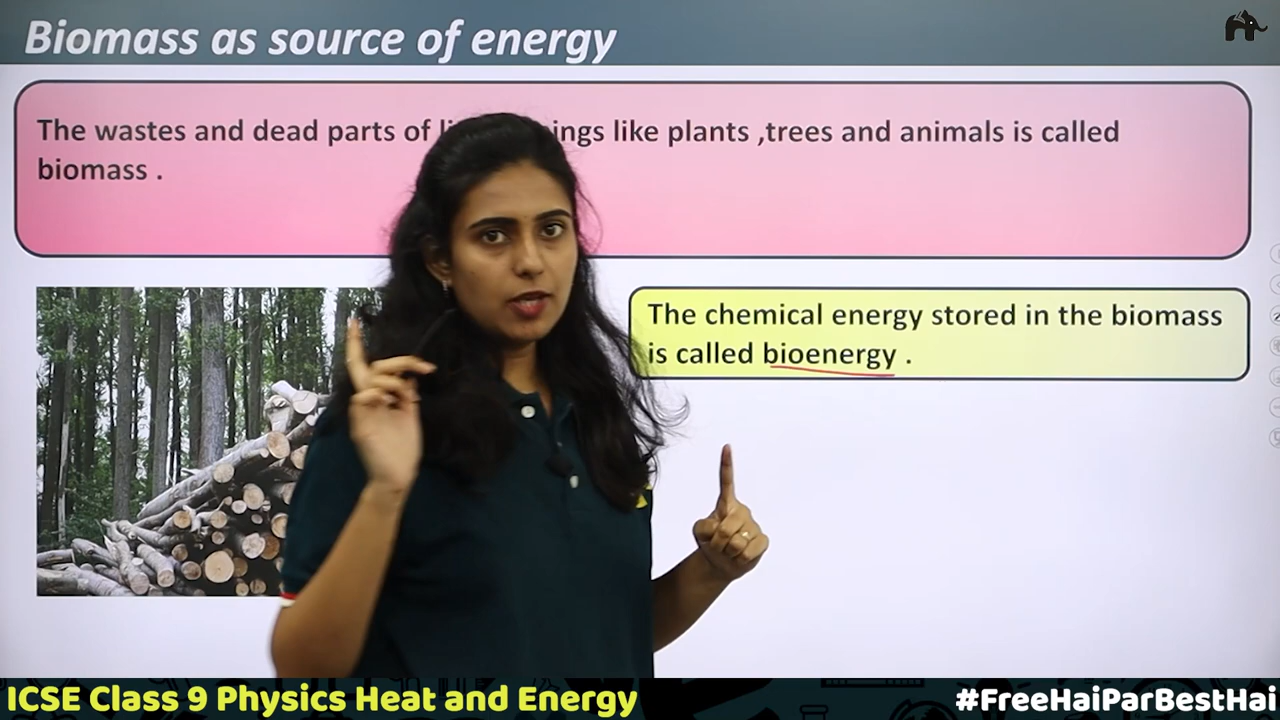 Biomass as source of energy
The wastes and dead parts of ings like plants ,trees and animals is called
biomass .
The chemical energy stored in the biomass
is called bioenergy .
ICSE Class 9 Physics Heat and Energy
#FreeHaiParBestHai